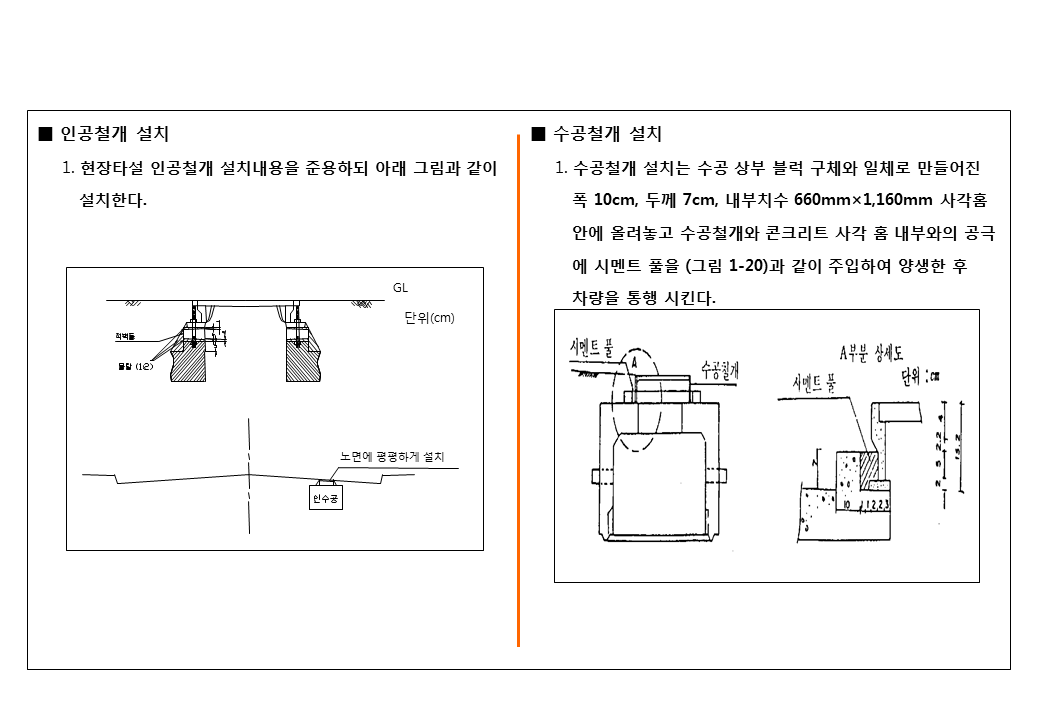 ■ 인공철개 설치
1. 현장타설 인공철개 설치내용을 준용하되 아래 그림과 같이
설치한다.
GL
단위(cm)
적벽돌
몰탈 (1:2)
노면에 평평하게 설치
인수공
■ 수공철개 설치
1. 수공철개 설치는 수공 상부 블럭 구체와 일체로 만들어진
폭 10cm, 두께 7cm, 내부치수 660mm×1,160mm 사각홈
안에 올려놓고 수공철개와 콘크리트 사각 홈 내부와의 공극
에 시멘트 풀을 (그림 1-20)과 같이 주입하여 양생한 후
차량을 통행 시킨다.
시멘트 풀
A
수공철개
A부분 상세도
단위 : cm
시멘트 풀
7
10
4
2.2
13.2